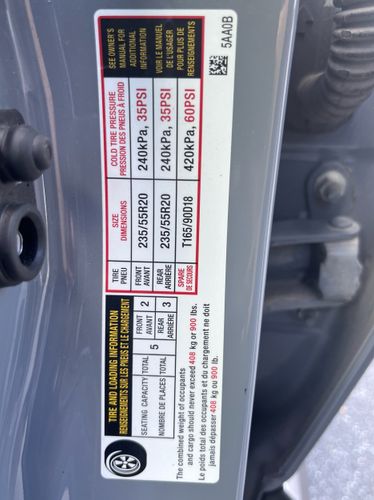 TIRE AND LOADING INFORMATION
RENSEIGNEMENTS SUR LES PNEUS ET LE CHARGEMENT
SEATING CAPACITY TOTAL 5 FRONT 2 REAR 3
NOMBRE DE PLACES TOTAL AVANT ARRIÈRE
The combined weight of occupants
and cargo should never exceed 408 kg or 900 lbs.
Le poids total des occupants et du chargement ne doit
jamais dépasser 408 kg ou 900 lb.
TIRE SIZE COLD TIRE PRESSURE
PNEU DIMENSIONS PRESSION DES PNEUS À FROID
FRONT
AVANT 235/55R20 240kPa, 35PSI
REAR
ARRIÈRE 235/55R20 240kPa, 35PSI
SPARE
DE SECOURS T165/90D18 420kPa, 60PSI
SEE OWNER'S
MANUAL FOR
ADDITIONAL
INFORMATION
VOIR LE MANUEL
DE L'USAGER
POUR PLUS DE
RENSEIGNEMENTS
5AA0B